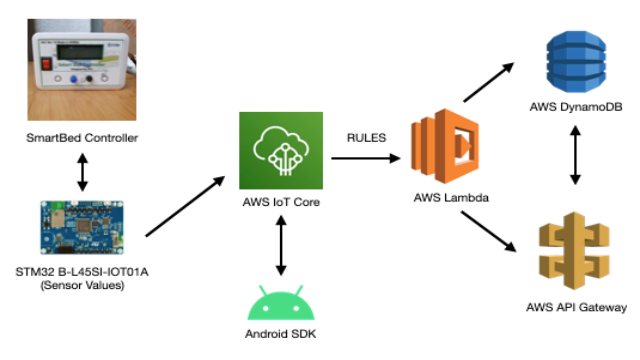 SmartBed Controller
STM32 B-L45SI-IOT01A
(Sensor Values)
AWS IoT Core
Android SDK
RULES
AWS Lambda
AWS DynamoDB
AWS API Gateway